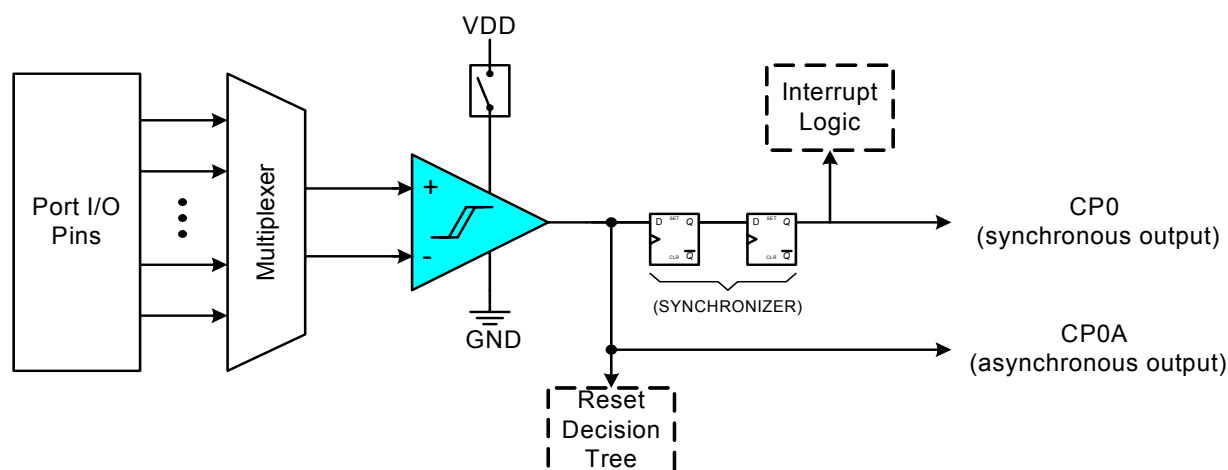 VDD
Port I/O
Pins
Multiplexer
+
-
GND
D SET Q
CLR Q
D SET Q
CLR Q
(SYNCHRONIZER)
Interrupt
Logic
CP0
(synchronous output)
CP0A
(asynchronous output)
Reset
Decision
Tree